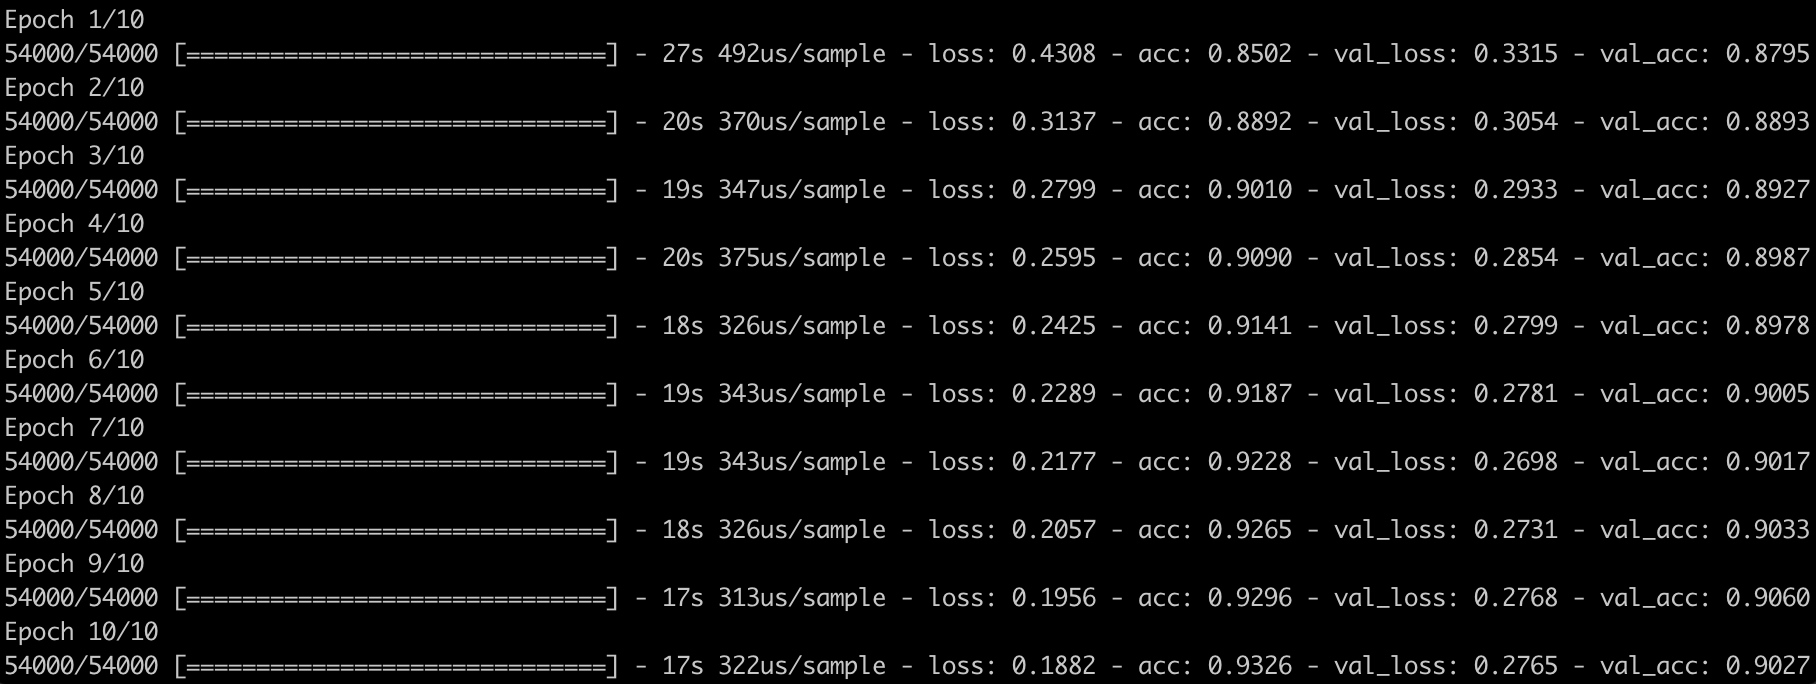 Epoch 1/10
54000/54000 [==============================] - 27s 492us/sample - loss: 0.4308 - acc: 0.8502 - val_loss: 0.3315 - val_acc: 0.8795
Epoch 2/10
54000/54000 [==============================] - 20s 370us/sample - loss: 0.3137 - acc: 0.8892 - val_loss: 0.3054 - val_acc: 0.8893
Epoch 3/10
54000/54000 [==============================] - 19s 347us/sample - loss: 0.2799 - acc: 0.9010 - val_loss: 0.2933 - val_acc: 0.8927
Epoch 4/10
54000/54000 [==============================] - 20s 375us/sample - loss: 0.2595 - acc: 0.9090 - val_loss: 0.2854 - val_acc: 0.8987
Epoch 5/10
54000/54000 [==============================] - 18s 326us/sample - loss: 0.2425 - acc: 0.9141 - val_loss: 0.2799 - val_acc: 0.8978
Epoch 6/10
54000/54000 [==============================] - 19s 343us/sample - loss: 0.2289 - acc: 0.9187 - val_loss: 0.2781 - val_acc: 0.9005
Epoch 7/10
54000/54000 [==============================] - 19s 343us/sample - loss: 0.2177 - acc: 0.9228 - val_loss: 0.2698 - val_acc: 0.9017
Epoch 8/10
54000/54000 [==============================] - 18s 326us/sample - loss: 0.2057 - acc: 0.9265 - val_loss: 0.2731 - val_acc: 0.9033
Epoch 9/10
54000/54000 [==============================] - 17s 313us/sample - loss: 0.1956 - acc: 0.9296 - val_loss: 0.2768 - val_acc: 0.9060
Epoch 10/10
54000/54000 [==============================] - 17s 322us/sample - loss: 0.1882 - acc: 0.9326 - val_loss: 0.2765 - val_acc: 0.9027